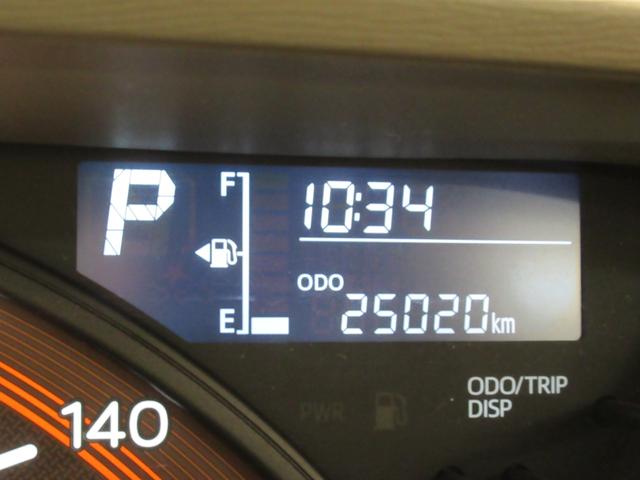 P
F
10:34
ODO
E
25020km
ODO/TRIP
DISP
PWR
140